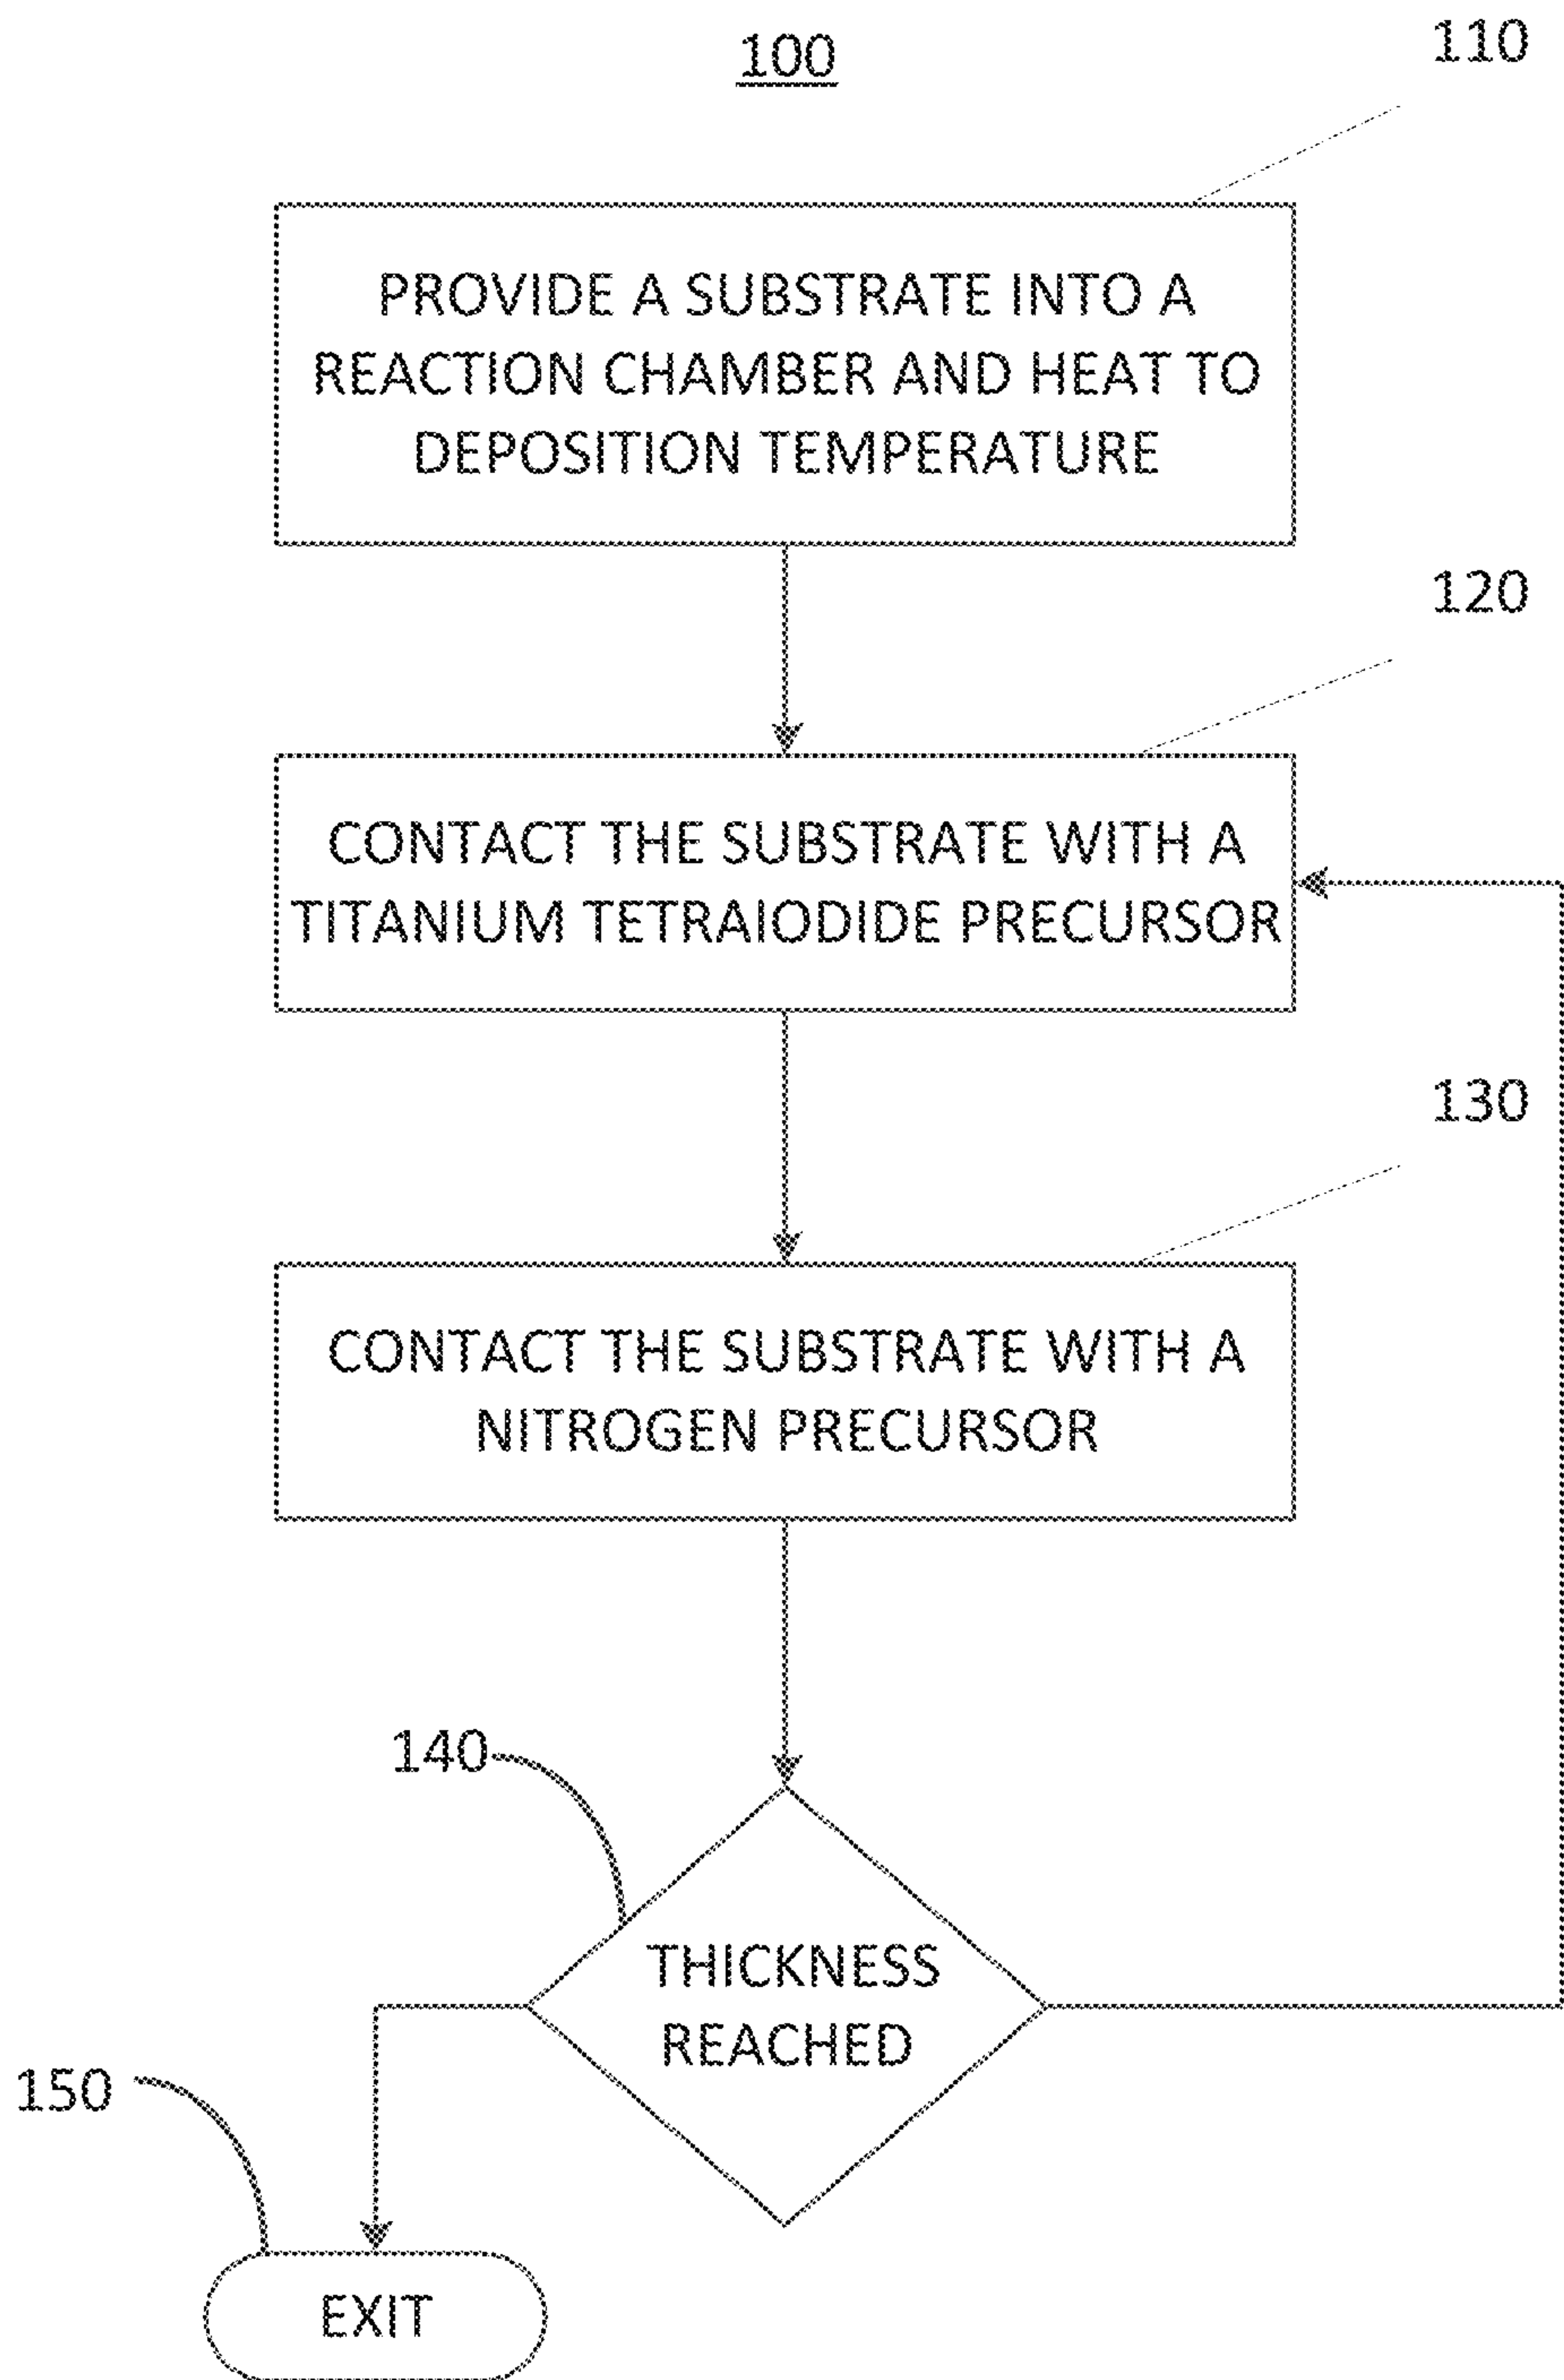 100
110
PROVIDE A SUBSTRATE INTO A
REACTION CHAMBER AND HEAT TO
DEPOSITION TEMPERATURE
120
CONTACT THE SUBSTRATE WITH A
TITANIUM TETRAIODIDE PRECURSOR
130
CONTACT THE SUBSTRATE WITH A
NITROGEN PRECURSOR
140
THICKNESS
REACHED
150
EXIT